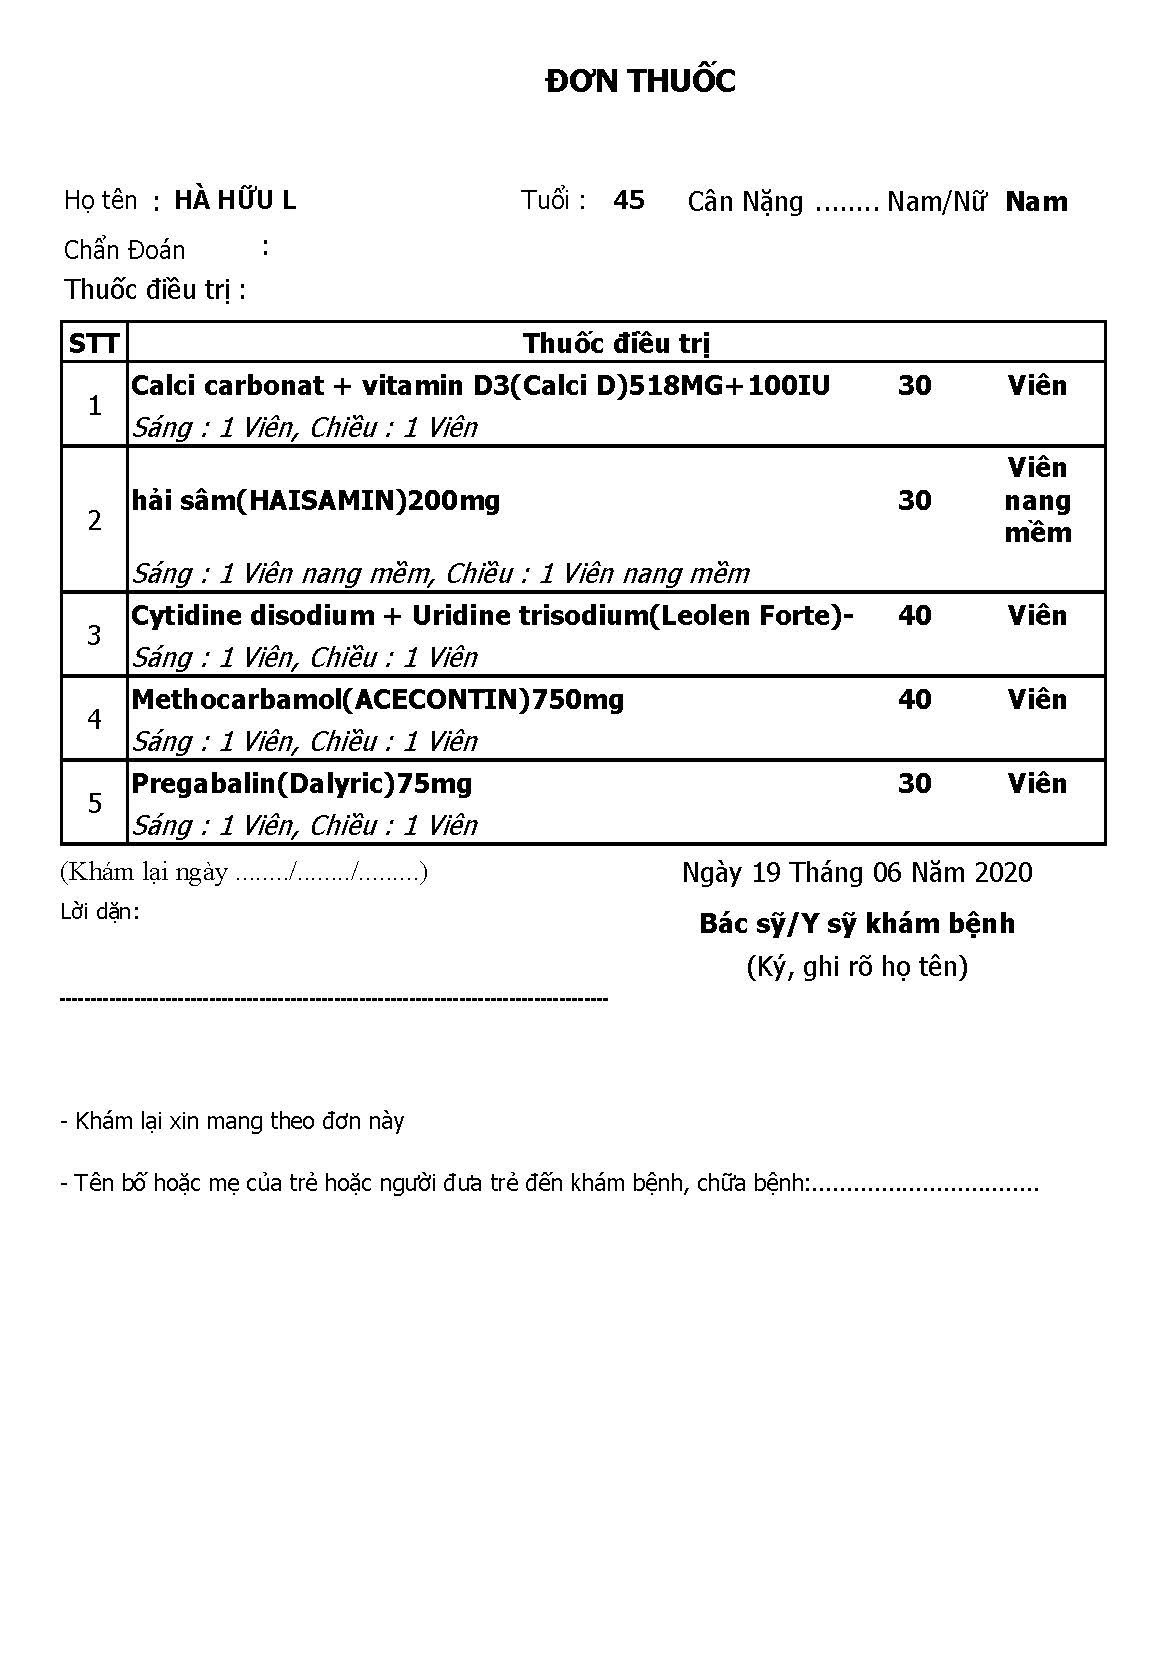 ĐƠN THUỐC
Họ tên : HÀ HỮU L Tuổi : 45 Cân Nặng ........ Nam/Nữ Nam
Chẩn Đoán :
Thuốc điều trị :
STT Thuốc điều trị
1 Calci carbonat + vitamin D3(Calci D)518MG+100IU 30 Viên
Sáng : 1 Viên, Chiều : 1 Viên
2 hải sâm(HAISAMIN)200mg 30 Viên nang mềm
Sáng : 1 Viên nang mềm, Chiều : 1 Viên nang mềm
3 Cytidine disodium + Uridine trisodium(Leolen Forte)- 40 Viên
Sáng : 1 Viên, Chiều : 1 Viên
4 Methocarbamol(ACECONTIN)750mg 40 Viên
Sáng : 1 Viên, Chiều : 1 Viên
5 Pregabalin(Dalyric)75mg 30 Viên
Sáng : 1 Viên, Chiều : 1 Viên
(Khám lại ngày ......../......../.........) Ngày 19 Tháng 06 Năm 2020
Lời dặn:
Bác sỹ/Y sỹ khám bệnh
(Ký, ghi rõ họ tên)
- Khám lại xin mang theo đơn này
- Tên bố hoặc mẹ của trẻ hoặc người đưa trẻ đến khám bệnh, chữa bệnh:.................................